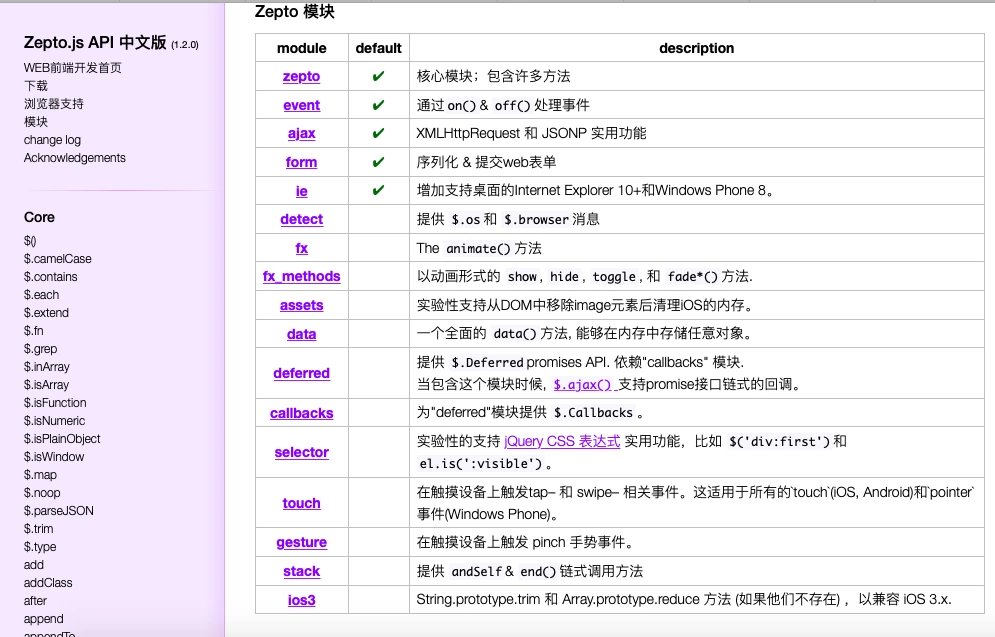 Zepto.js API 中文版 (1.2.0)
WEB前端开发首页
下载
浏览器支持
模块
change log
Acknowledgements
Core
$()
$.camelCase
$.contains
$.each
$.extend
$.fn
$.grep
$.inArray
$.isArray
$.isFunction
$.isNumeric
$.isPlainObject
$.isWindow
$.map
$.noop
$.parseJSON
$.trim
$.type
add
addClass
after
append
appendTo
Zepto 模块
module default description
zepto ✔ 核心模块；包含许多方法
event ✔ 通过 on() & off() 处理事件
ajax ✔ XMLHttpRequest 和 JSONP 实用功能
form ✔ 序列化 & 提交web表单
ie ✔ 增加支持桌面的Internet Explorer 10+和Windows Phone 8。
detect 提供 $.os 和 $.browser 消息
fx The animate() 方法
fx_methods 以动画形式的 show, hide, toggle, 和 fade*() 方法.
assets 实验性支持从DOM中移除image元素后清理iOS的内存。
data 一个全面的 data() 方法, 能够在内存中存储任意对象。
deferred 提供 $.Deferred promises API. 依赖"callbacks" 模块.
当包含这个模块时候, $.ajax() 支持promise接口链式的回调。
callbacks 为"deferred"模块提供 $.Callbacks 。
selector 实验性的支持 jQuery CSS 表达式 实用功能，比如 $('div:first') 和
el.is(':visible') 。
touch 在触摸设备上触发tap– 和 swipe– 相关事件。这适用于所有的`touch`(iOS, Android)和`pointer`
事件(Windows Phone)。
gesture 在触摸设备上触发 pinch 手势事件。
stack 提供 andSelf & end() 链式调用方法
ios3 String.prototype.trim 和 Array.prototype.reduce 方法 (如果他们不存在) ，以兼容 iOS 3.x.